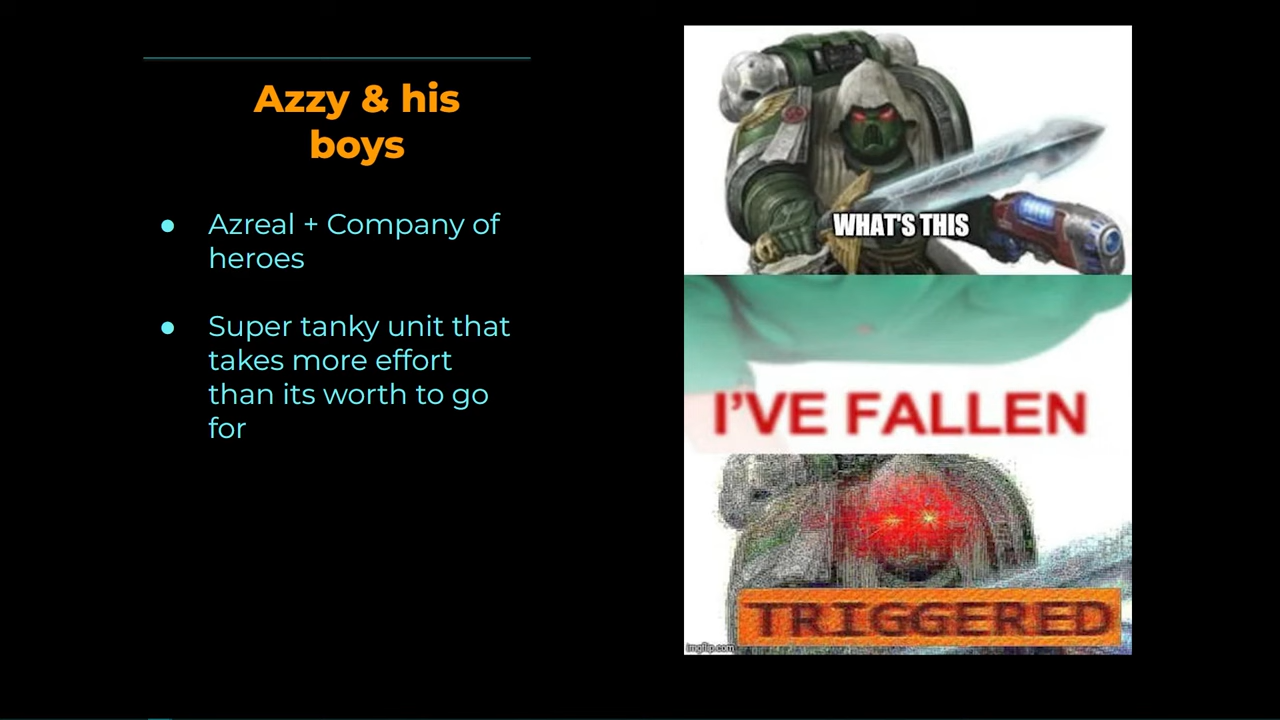 Azzy & his
boys
● Azreal + Company of
heroes
● Super tanky unit that
takes more effort
than its worth to go
for
WHAT'S THIS
I'VE FALLEN
TRIGGERED
imgflip.com